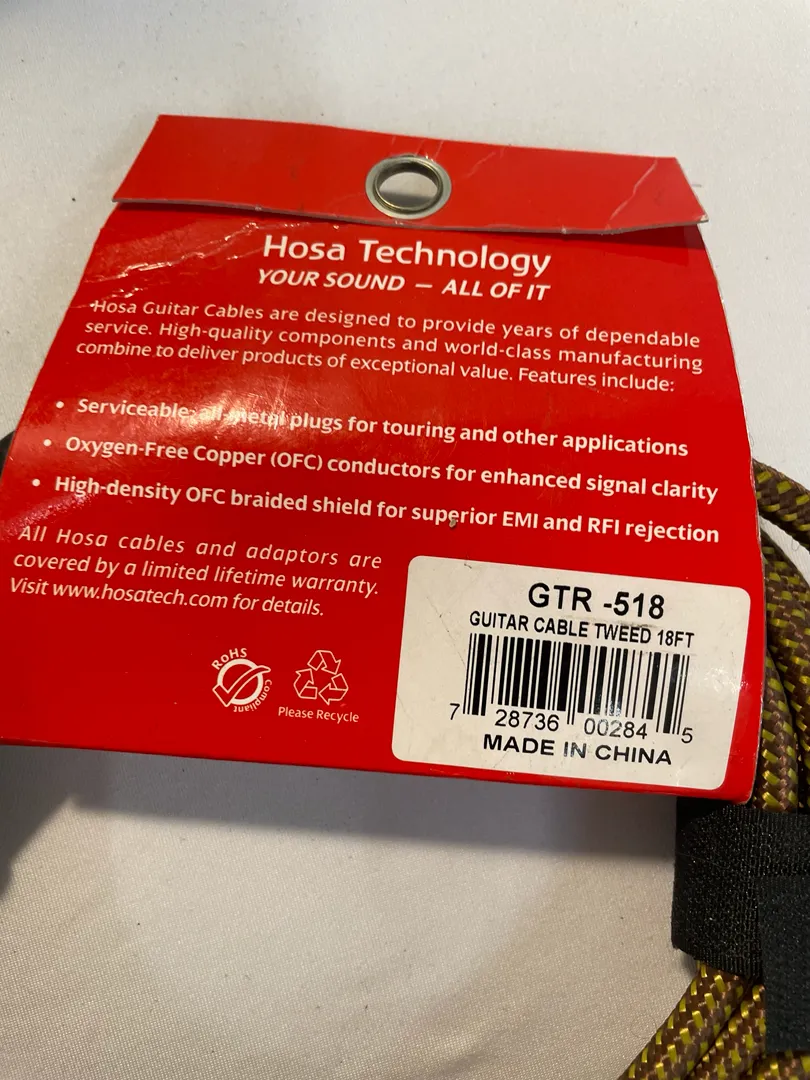 Hosa Technology
YOUR SOUND – ALL OF IT
Hosa Guitar Cables are designed to provide years of dependable
service. High-quality components and world-class manufacturing
combine to deliver products of exceptional value. Features include:
• Serviceable all-metal plugs for touring and other applications
• Oxygen-Free Copper (OFC) conductors for enhanced signal clarity
• High-density OFC braided shield for superior EMI and RFI rejection
All Hosa cables and adaptors are
covered by a limited lifetime warranty.
Visit www.hosatech.com for details.
RoHS
Compliant
Please Recycle
GTR -518
GUITAR CABLE TWEED 18FT
7 28736 00284 5
MADE IN CHINA